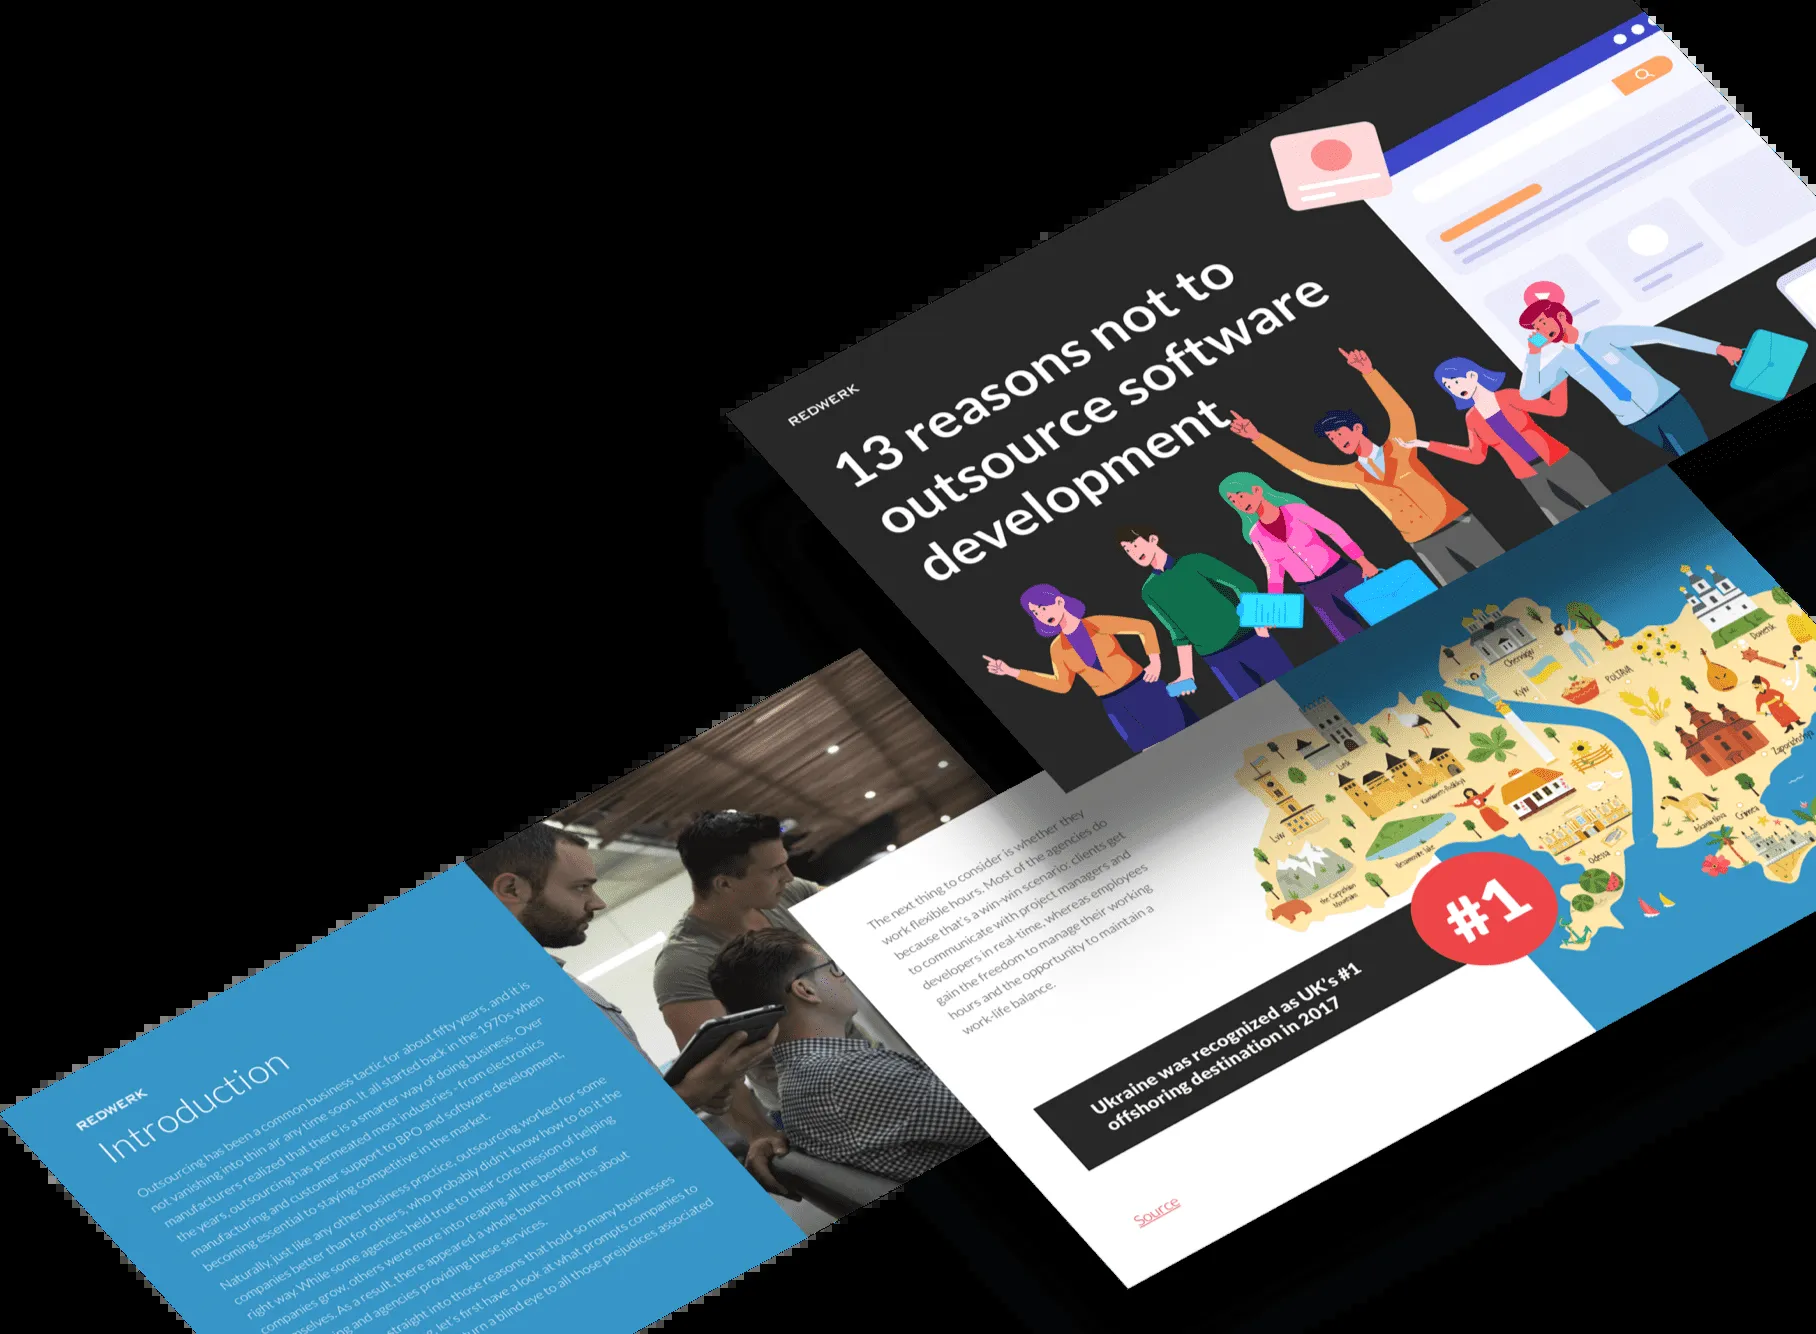 REDWERK
13 reasons not to
outsource software
development
REDWERK
Introduction
Outsourcing has been a common business tactic for about fifty years, and it is
not vanishing into thin air any time soon. It all started back in the 1970s when
manufacturers realized that there is a smarter way of doing business. Over
the years, outsourcing has permeated most industries - from electronics
manufacturing and customer support to BPO and software development,
becoming essential to staying competitive in the market.
Naturally, just like any other business practice, outsourcing worked for some
companies better than for others, who probably didn't know how to do it the
right way. While some agencies held true to their core mission of helping
companies grow, others were more into reaping all the benefits for
themselves. As a result, there appeared a whole bunch of myths about
and agencies providing these services.
straight into those reasons that hold so many businesses
let's first have a look at what prompts companies to
turn a blind eye to all those prejudices associated
The next thing to consider is whether they
work flexible hours. Most of the agencies do
because that's a win-win scenario: clients get
to communicate with project managers and
developers in real-time, whereas employees
gain the freedom to manage their working
hours and the opportunity to maintain a
work-life balance.
Ukraine was recognized as UK's #1
offshoring destination in 2017
Source
#1
Chernigiv
Kyiv
POLTAVA
Donetsk
Lutsk
Lviv
Odessa
Crimea
the Carpathian
Mountains